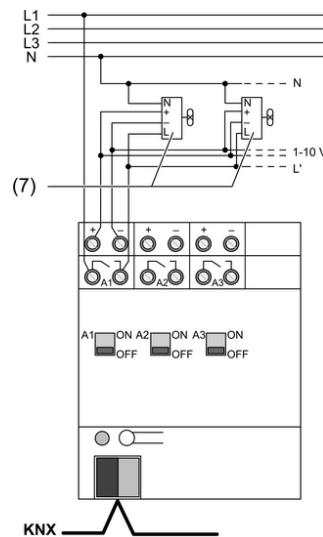 L1
L2
L3
N
N
N N
+ +
− −
L L
1-10 V
L'
(7)
+ − + − + −
A1 A2 A3
A1 ON A2 ON A3 ON
OFF OFF OFF
KNX